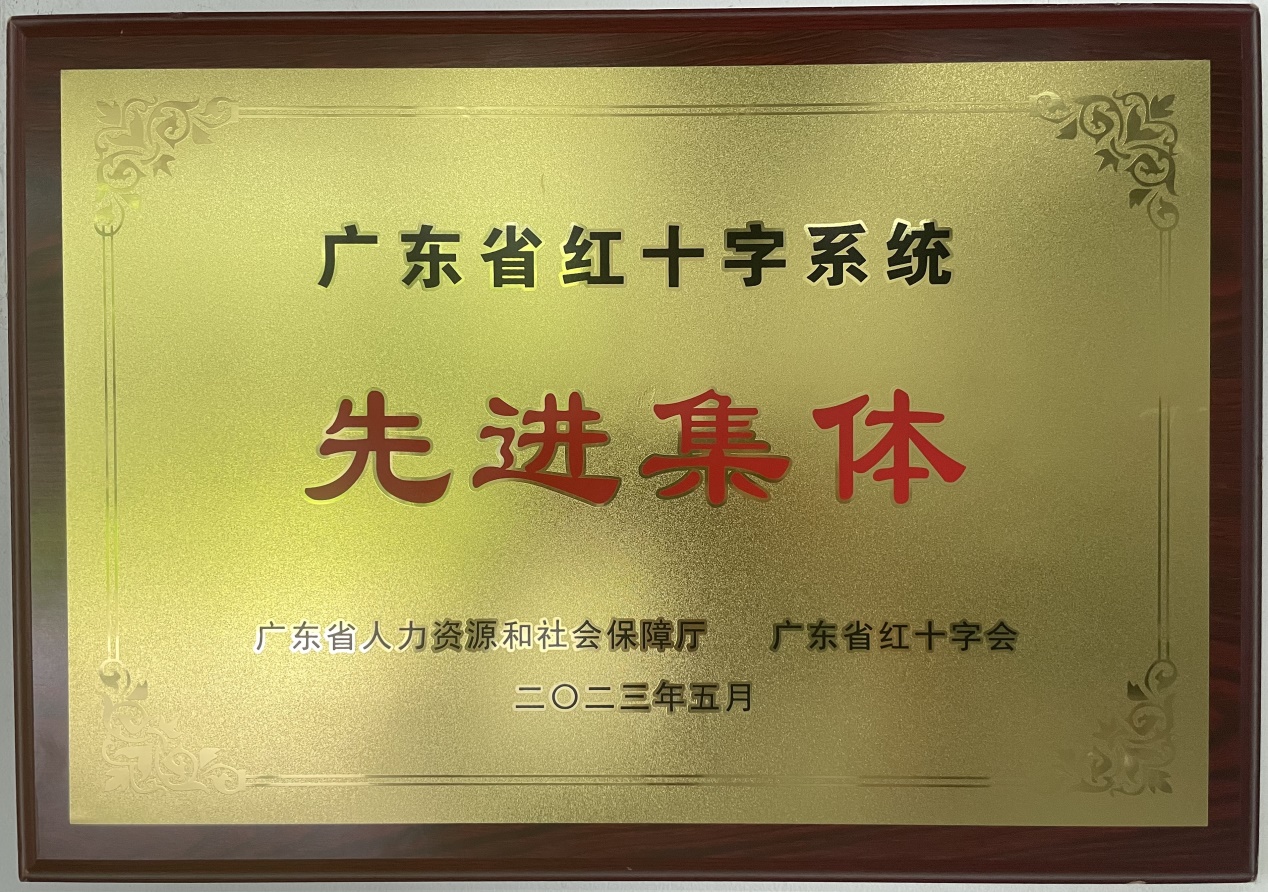 广东省红十字系统
先进集体
广东省人力资源和社会保障厅 广东省红十字会
二〇二三年五月